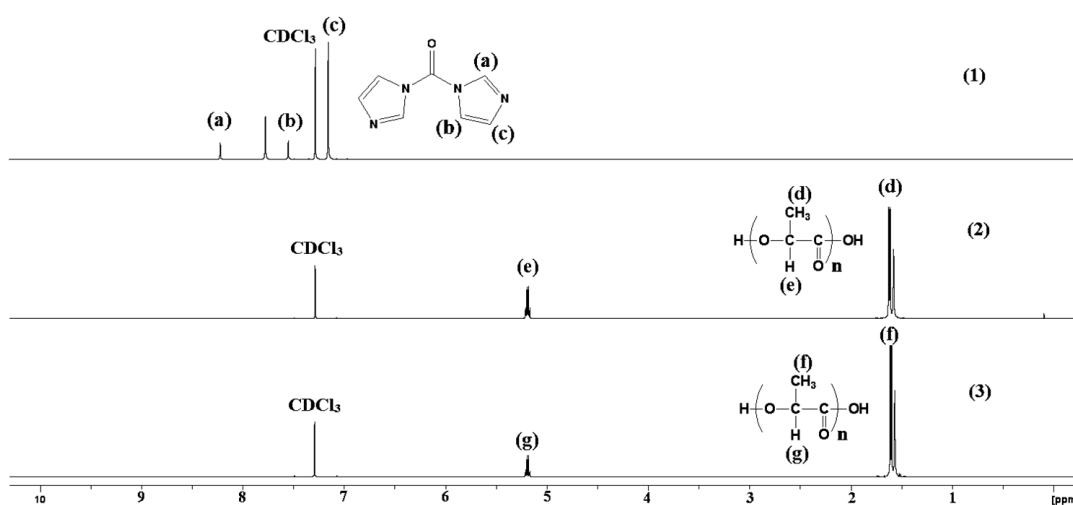 (c)
CDCl3
O
(a)
(1)
(a)
(b)
N
N
N
N
(b)
(c)
(d)
(d)
CH3
(2)
CDCl3
H
O
C
C
OH
(e)
H
O
n
(e)
(f)
(f)
CH3
(3)
CDCl3
H
O
C
C
OH
(g)
H
O
n
(g)
10
9
8
7
6
5
4
3
2
1